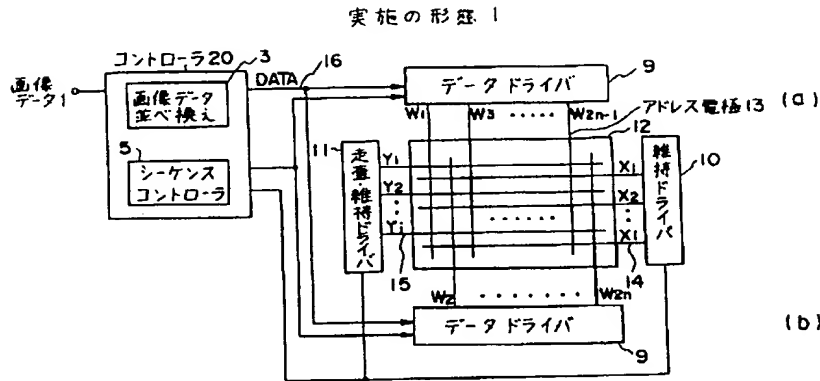 実施の形態 1
コントローラ20
3
DATA
16
画像
データ1
画像データ
並べ換え
5
シーケンス
コントローラ
データドライバ
9
(a)
W1 W3 ..... W2n-1
アドレス電極13
12
11
走査・維持ドライバ
Y1
Y2
Yi
15
X1
X2
Xi
14
維持ドライバ
10
W2 ....... W2n
データドライバ
9
(b)